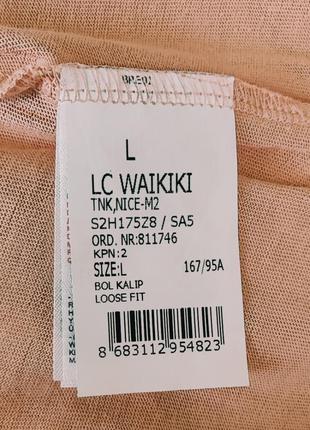 L
LC WAIKIKI
TNK,NICE-M2
S2H175Z8 / SA5
ORD. NR:811746
KPN:2
SIZE:L 167/95A
BOL KALIP
LOOSE FIT
8 683112 954823